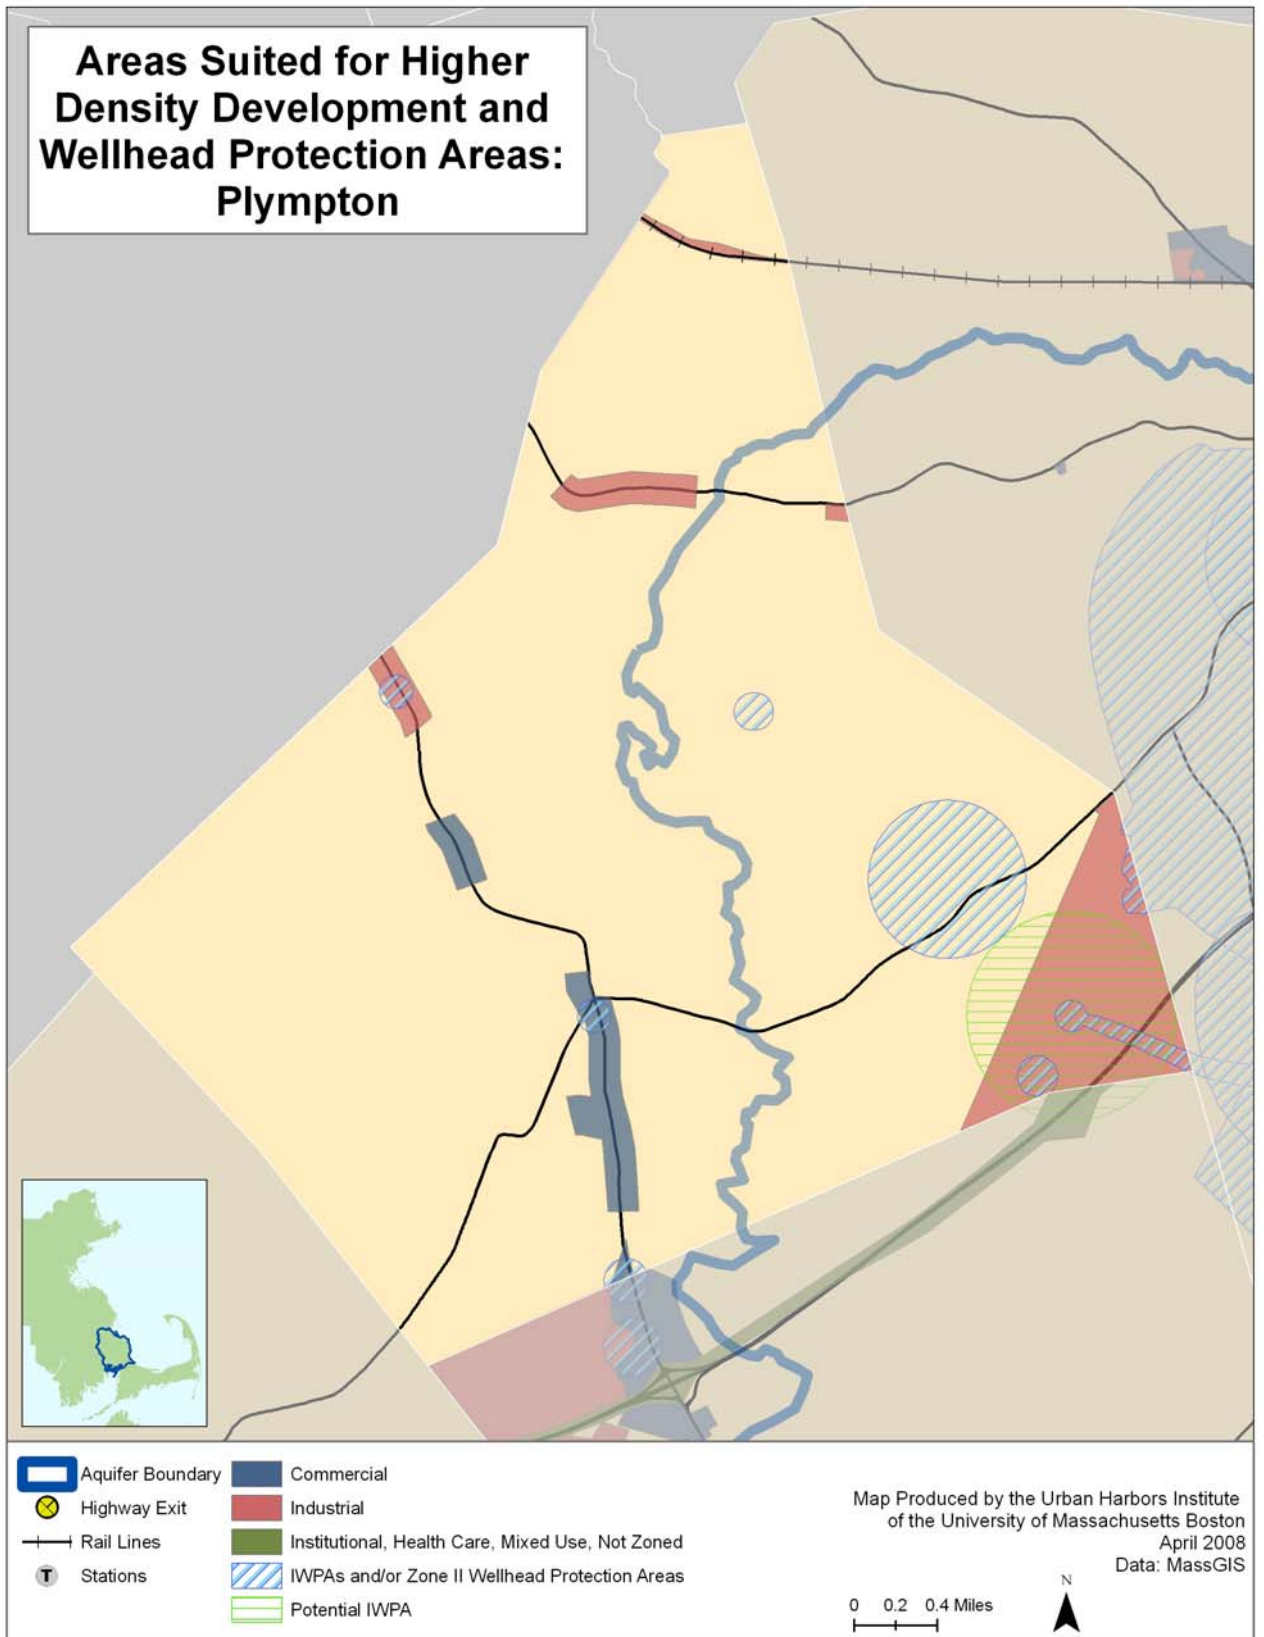 Areas Suited for Higher
Density Development and
Wellhead Protection Areas:
Plympton
Aquifer Boundary
Highway Exit
Rail Lines
T
Stations
Commercial
Industrial
Institutional, Health Care, Mixed Use, Not Zoned
IWPAs and/or Zone II Wellhead Protection Areas
Potential IWPA
Map Produced by the Urban Harbors Institute
of the University of Massachusetts Boston
April 2008
Data: MassGIS
N
0 0.2 0.4 Miles